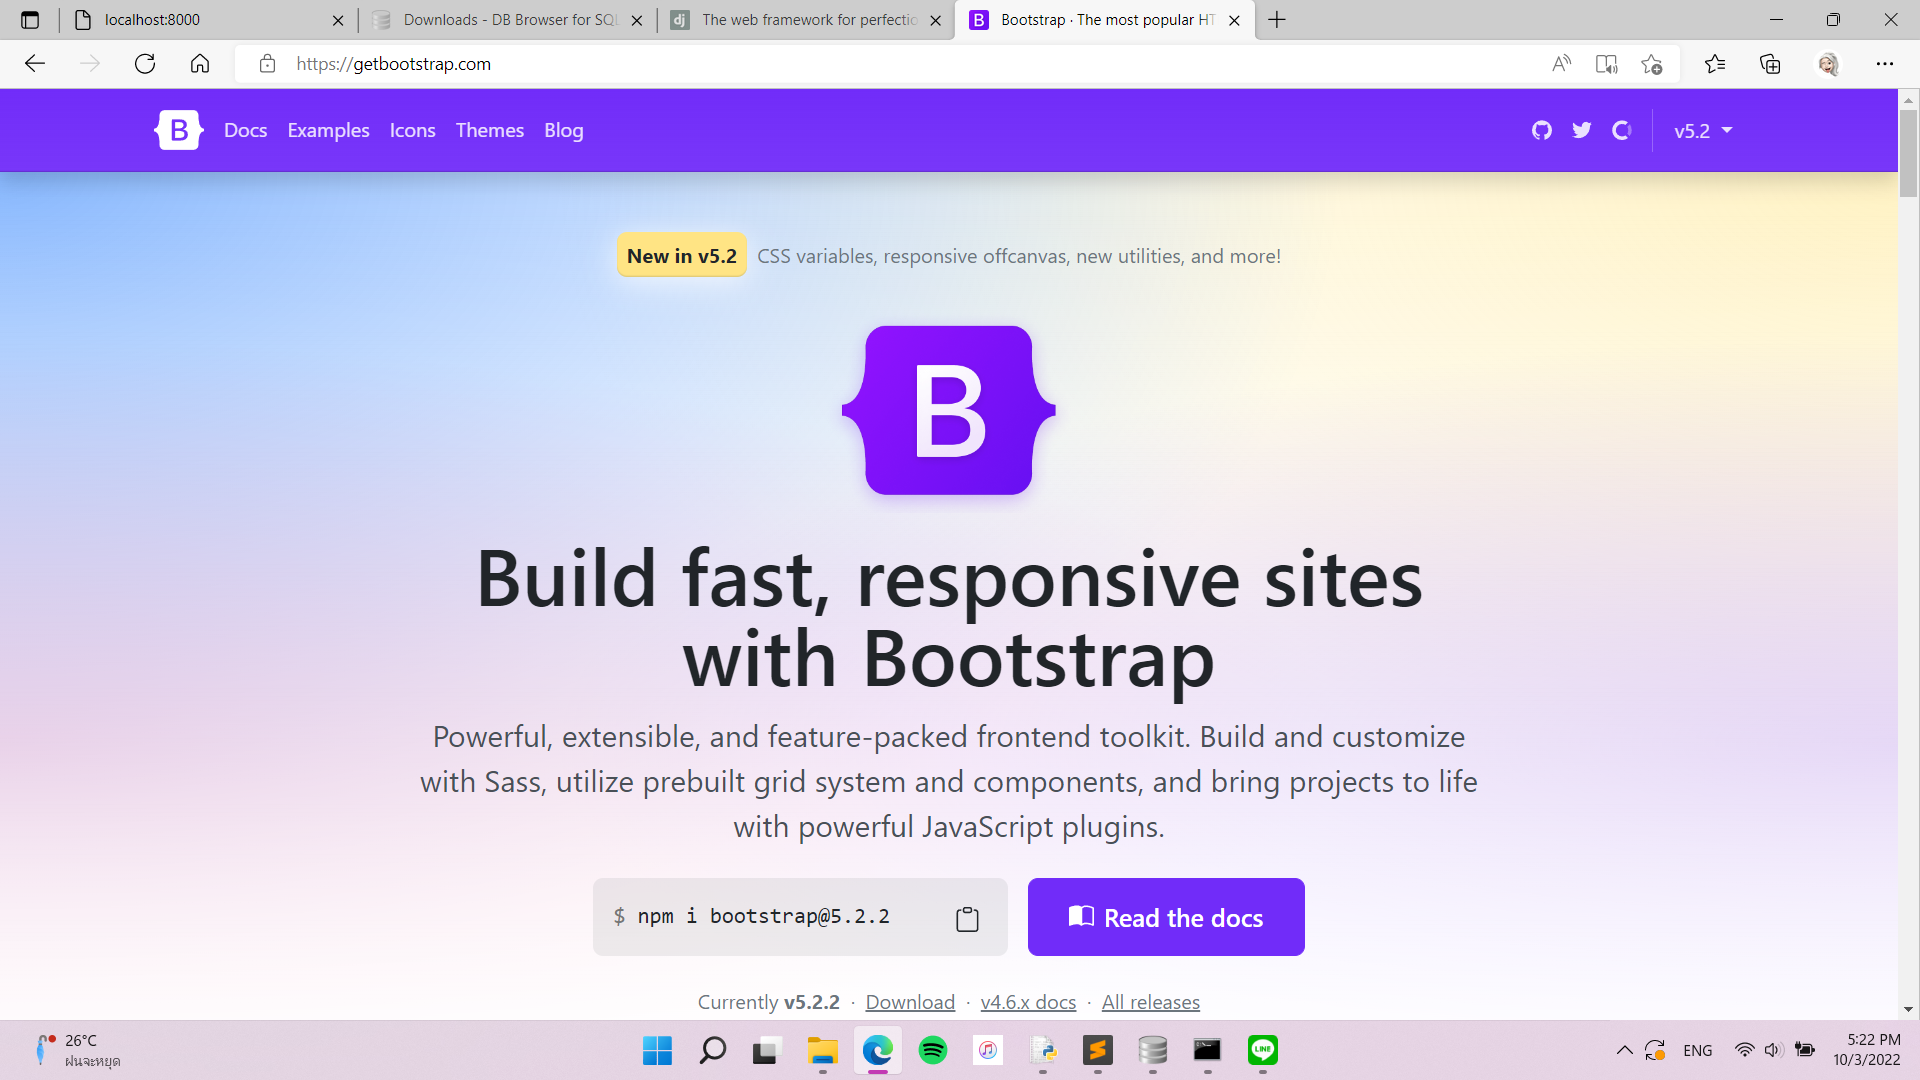 localhost:8000
Downloads - DB Browser for SQL
The web framework for perfectio
Bootstrap · The most popular HT
https://getbootstrap.com
B Docs Examples Icons Themes Blog
v5.2
New in v5.2 CSS variables, responsive offcanvas, new utilities, and more!
B
Build fast, responsive sites
with Bootstrap
Powerful, extensible, and feature-packed frontend toolkit. Build and customize
with Sass, utilize prebuilt grid system and components, and bring projects to life
with powerful JavaScript plugins.
$ npm i bootstrap@5.2.2
Read the docs
Currently v5.2.2 · Download · v4.6.x docs · All releases
26°C
ฝนจะหยุด
LINE
ENG
5:22 PM
10/3/2022